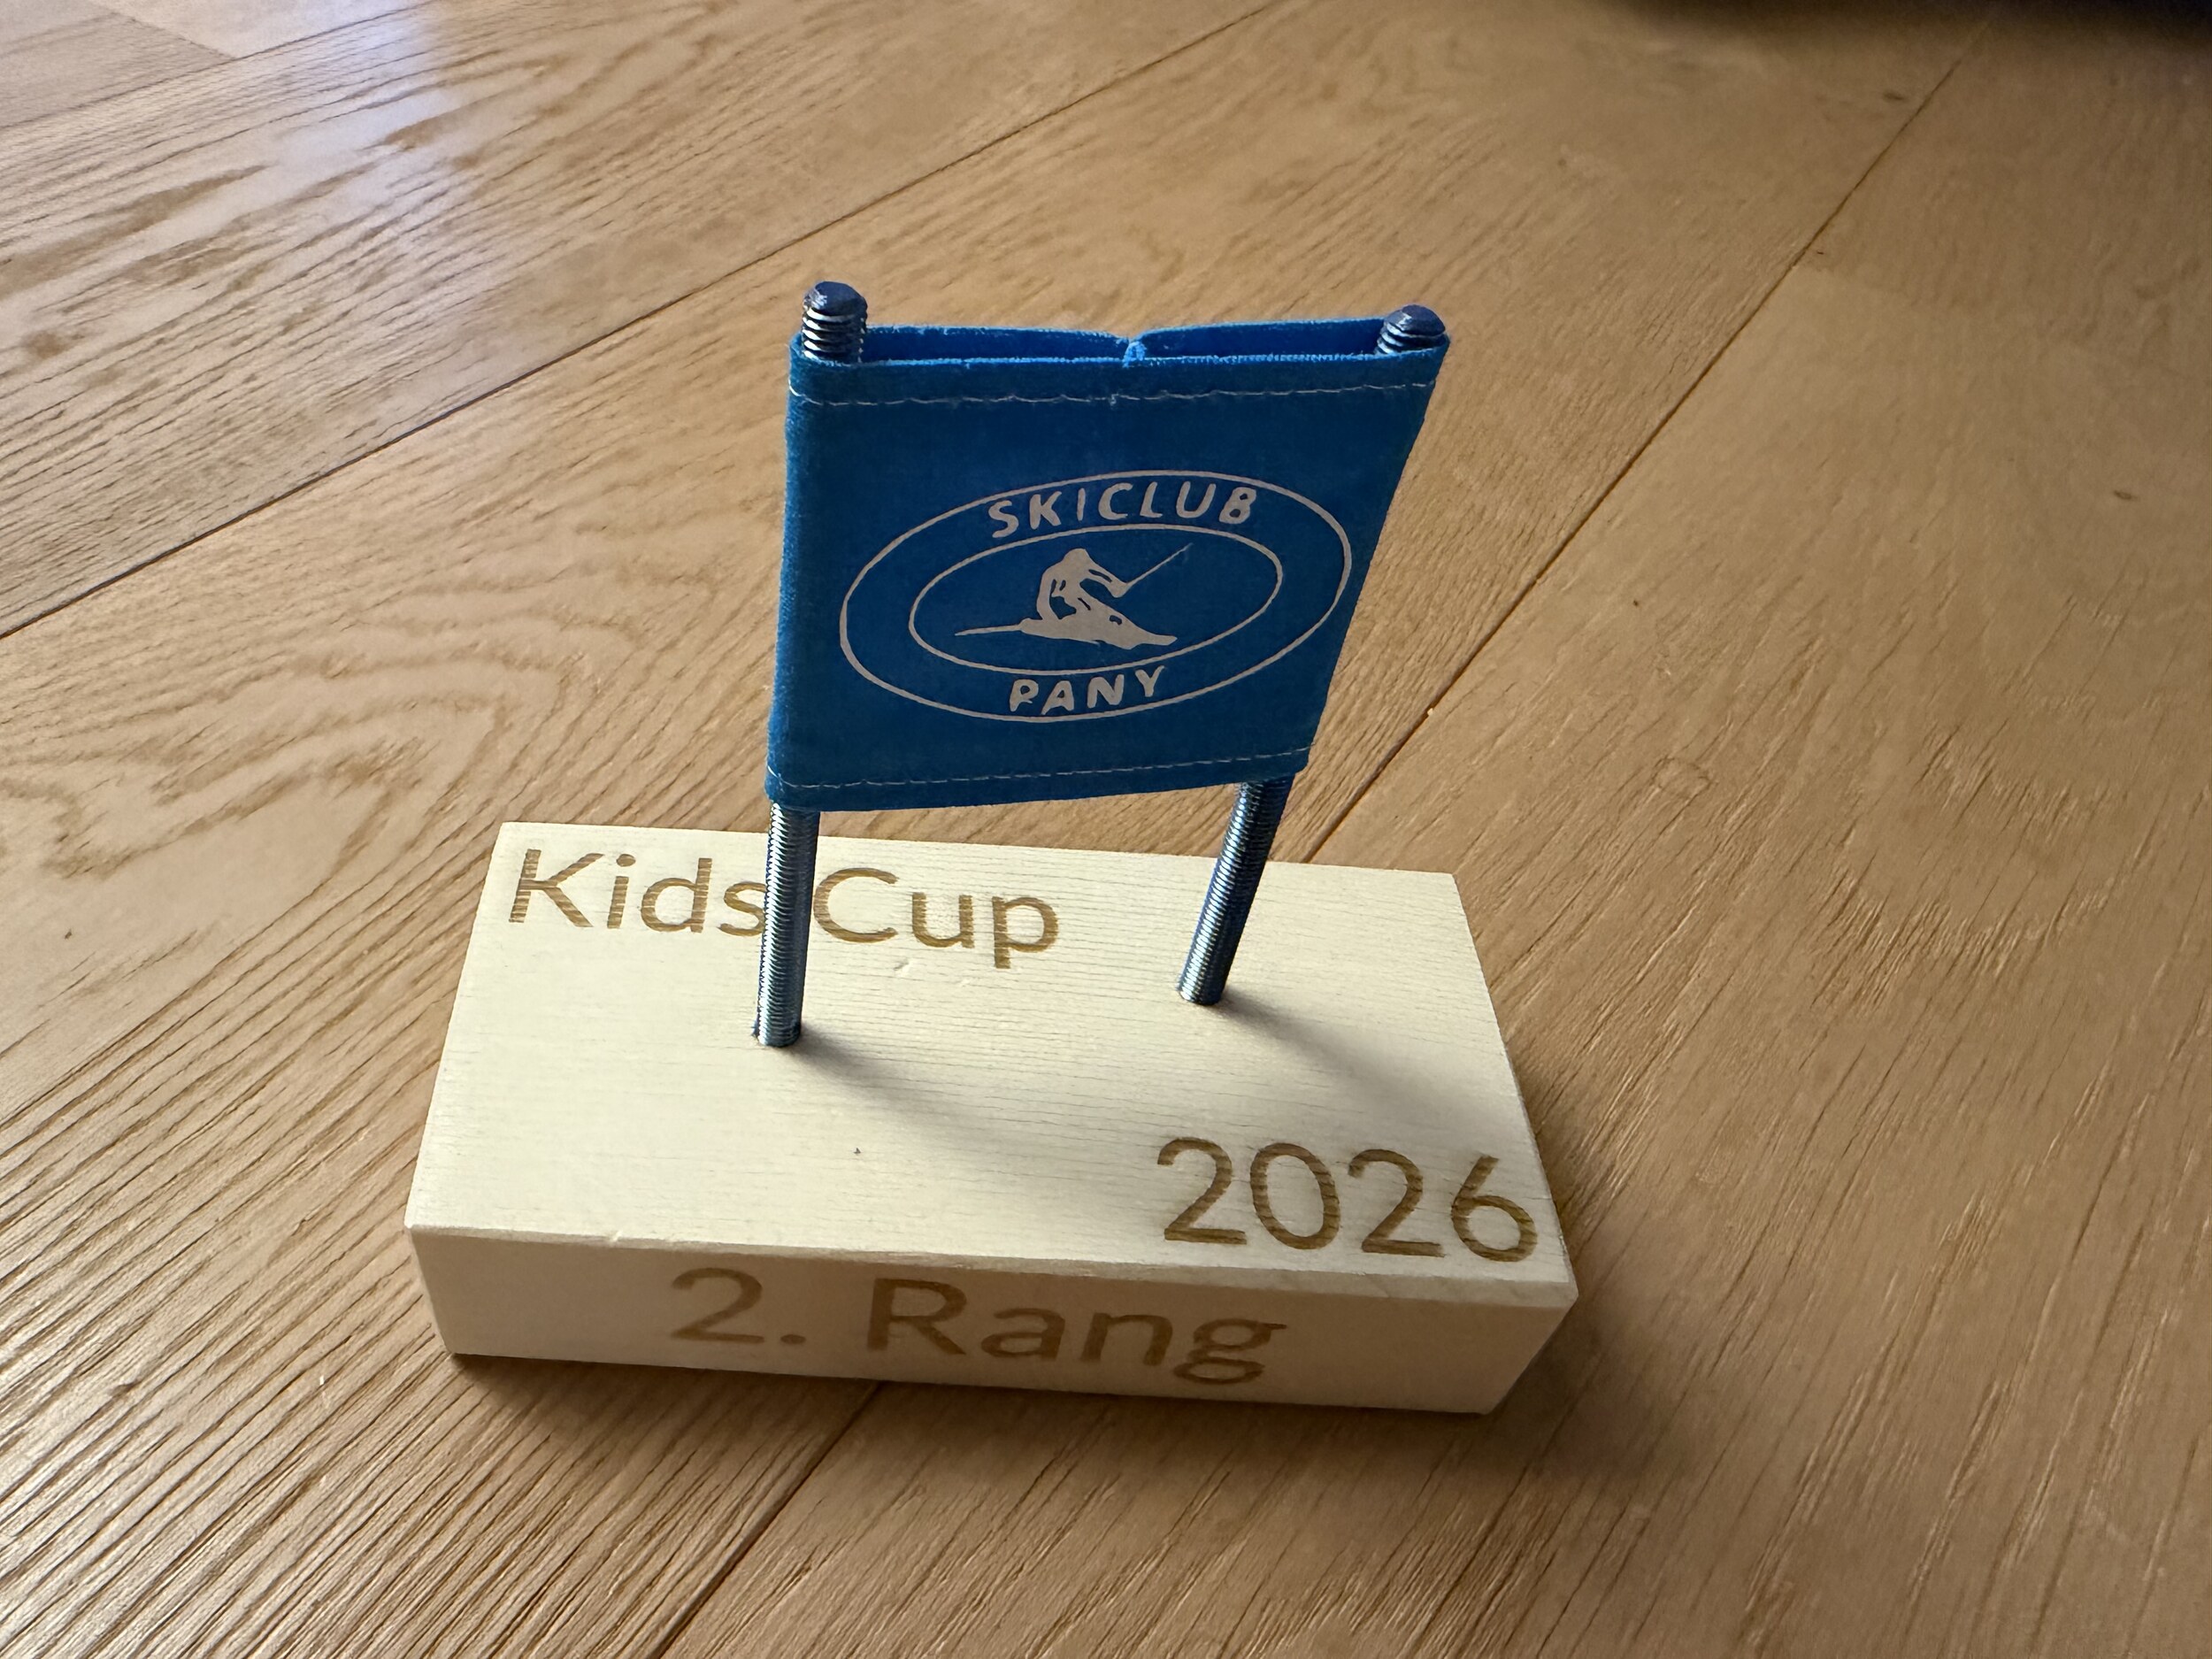 SKICLUB
PANY
Kids Cup
2026
2. Rang